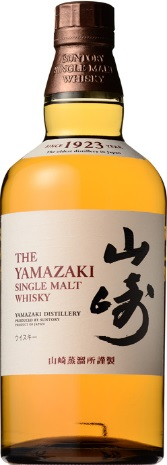 SUNTORY
SINGLE MALT
WHISKY
SINCE 1923 YEAR
The oldest distillery in Japan
山崎
THE
YAMAZAKI
SINGLE MALT
WHISKY
YAMAZAKI DISTILLERY
PRODUCED BY SUNTORY
PRODUCT OF JAPAN
ウイスキー
山崎蒸溜所謹製